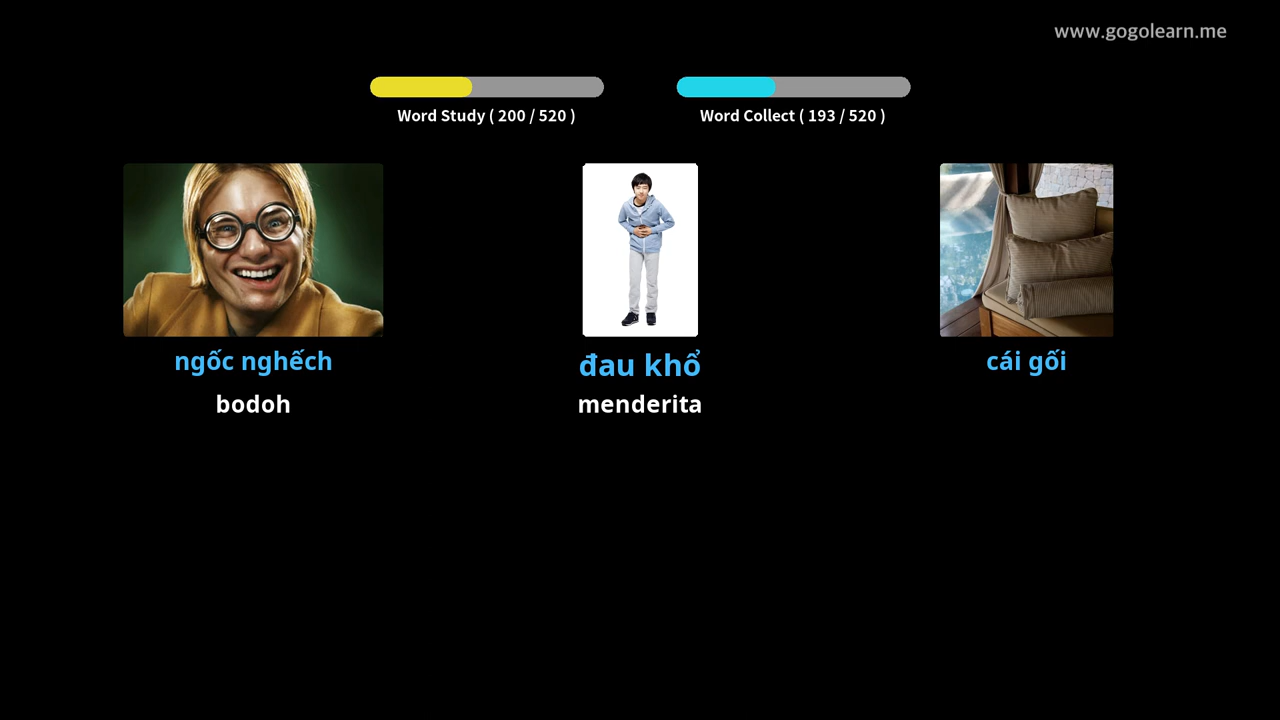 www.gogolearn.me
Word Study ( 200 / 520 )
Word Collect ( 193 / 520 )
ngốc nghếch
đau khổ
cái gối
bodoh
menderita